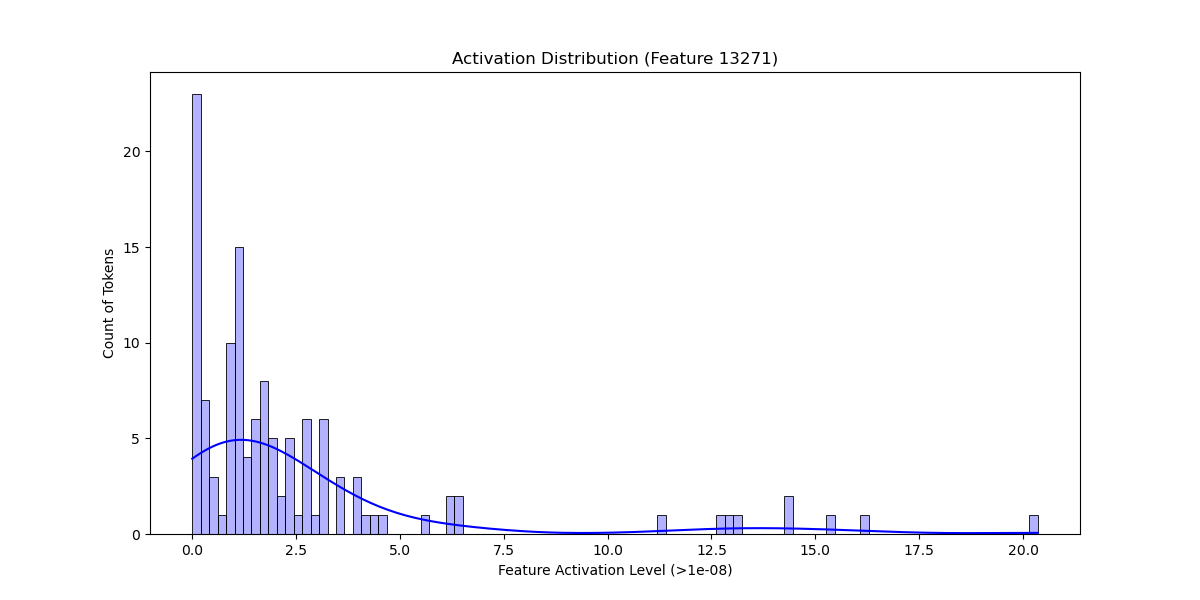 Activation Distribution (Feature 13271)
Count of Tokens
20
15
10
5
0
0.0 2.5 5.0 7.5 10.0 12.5 15.0 17.5 20.0
Feature Activation Level (>1e-08)